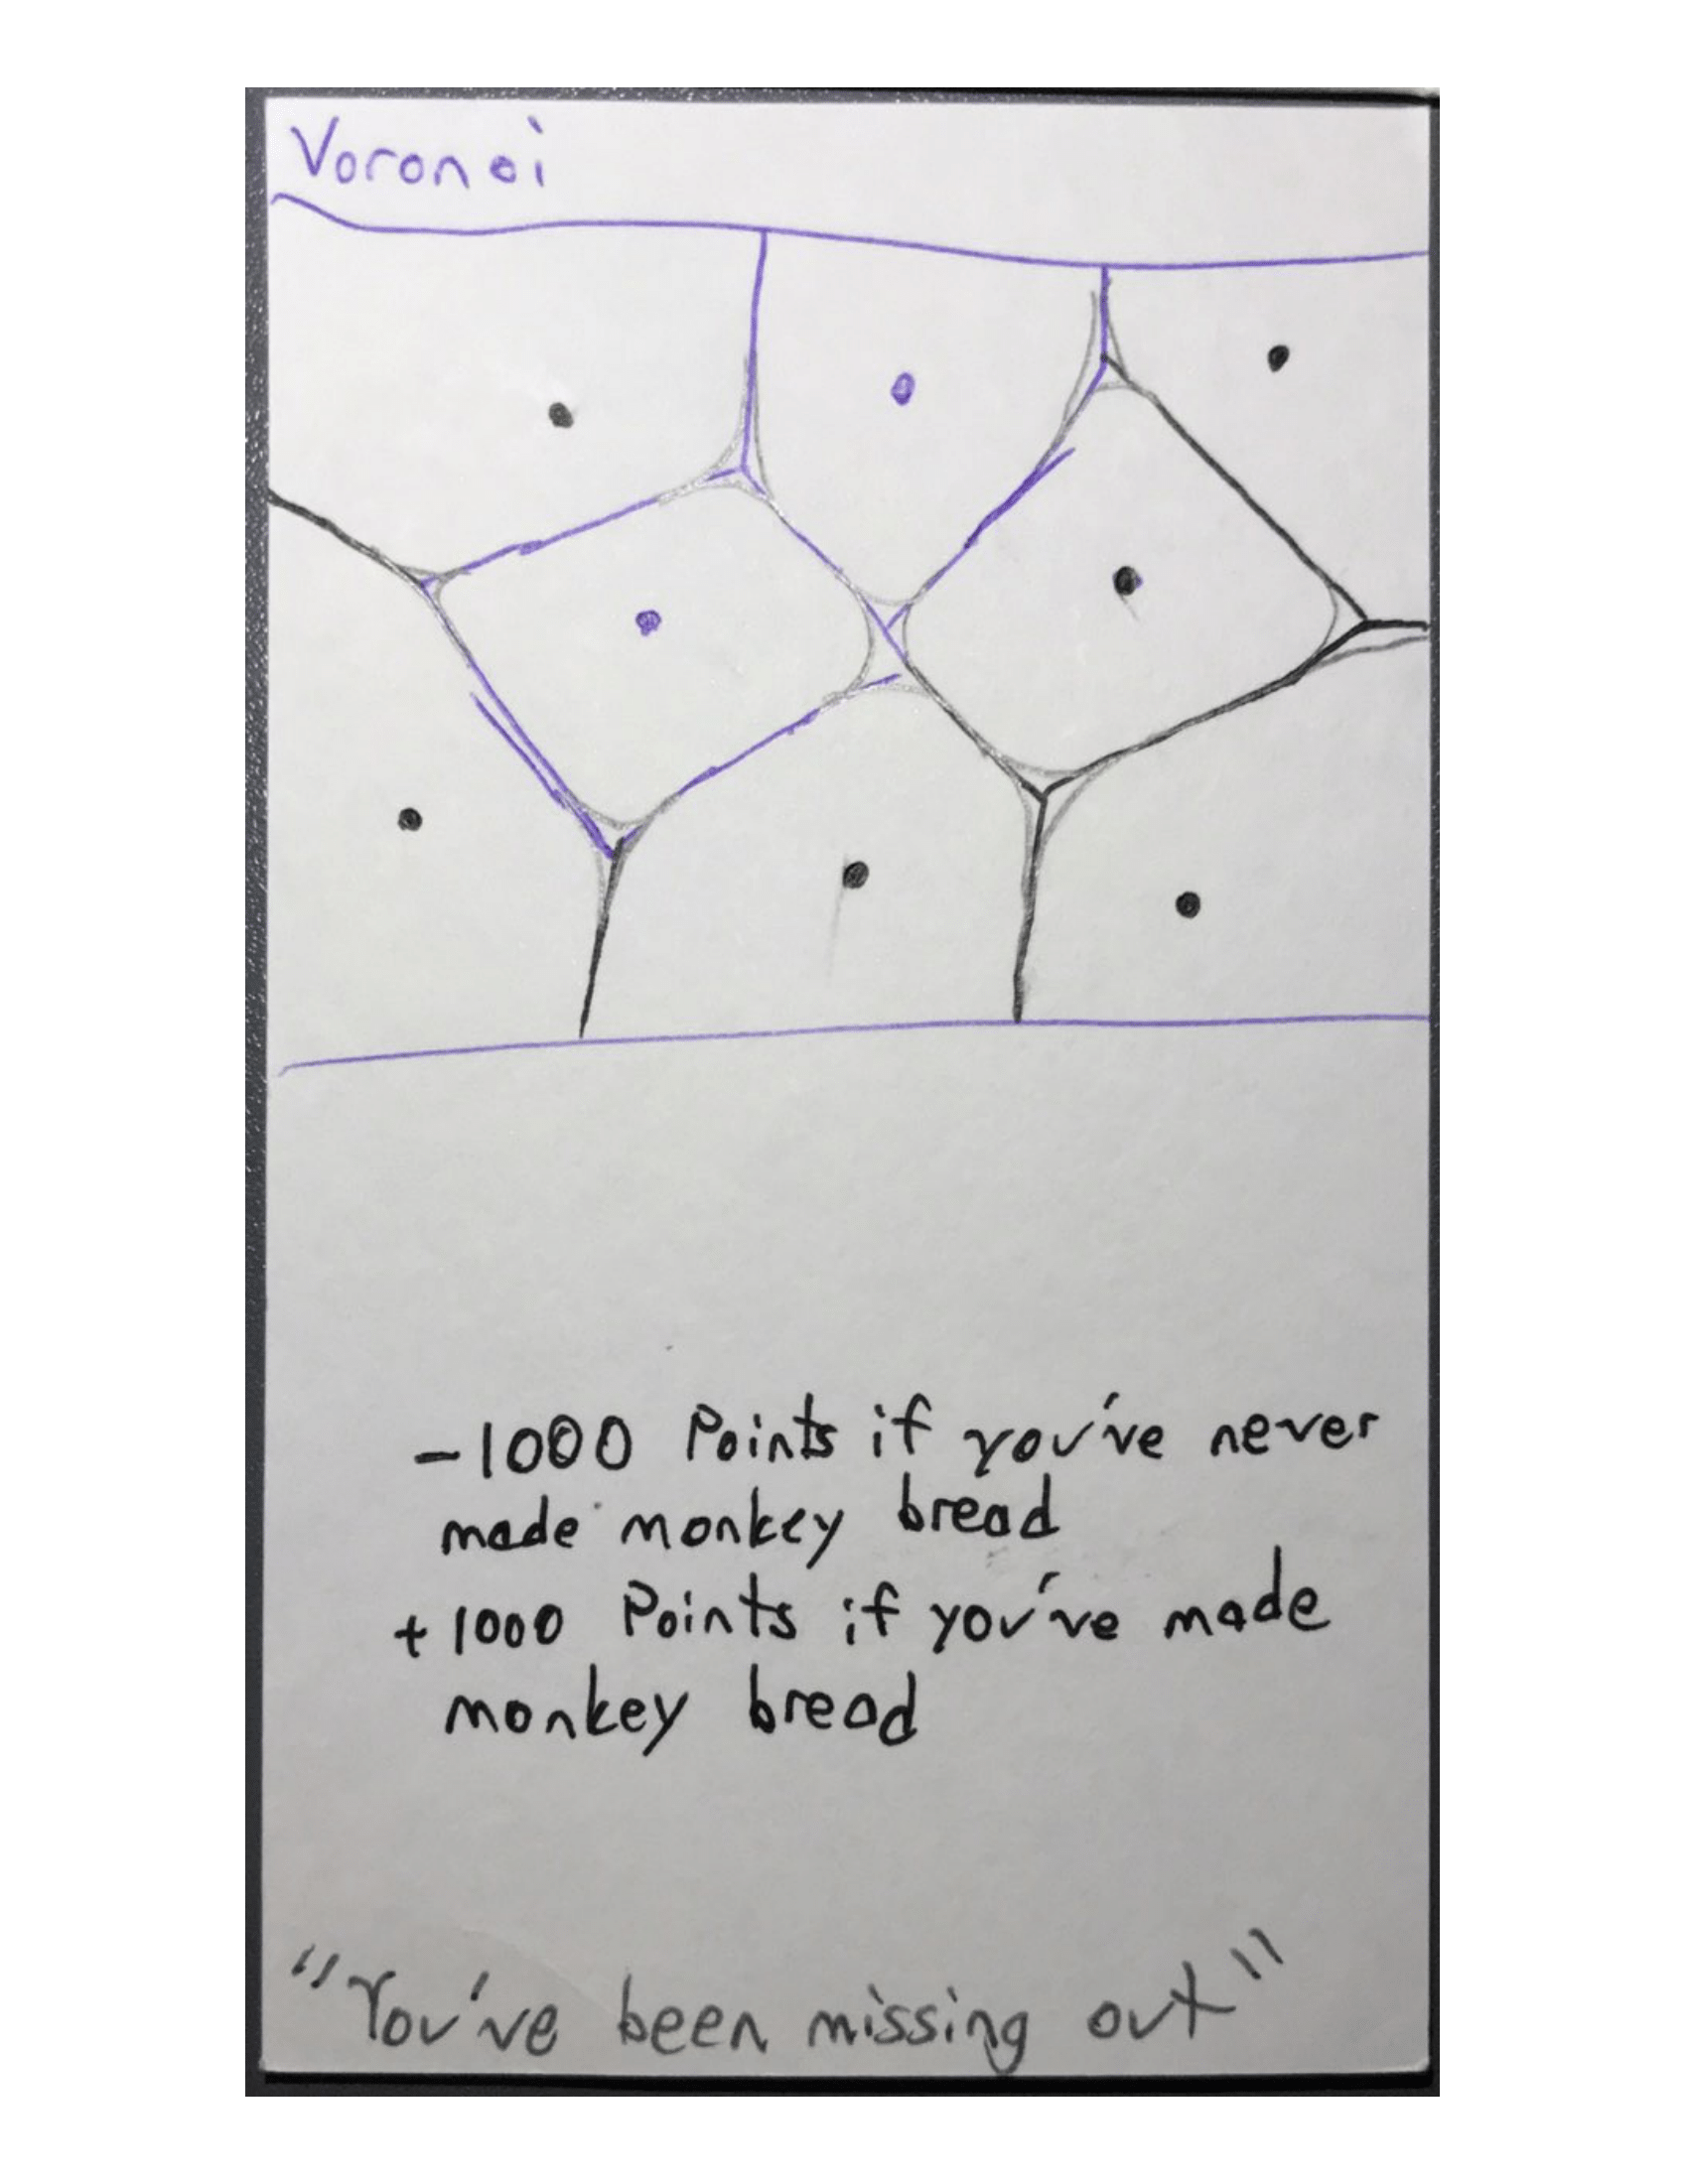 Voronoi
-1000 Points if you've never
made monkey bread
+1000 Points if you've made
monkey bread
"You've been missing out"